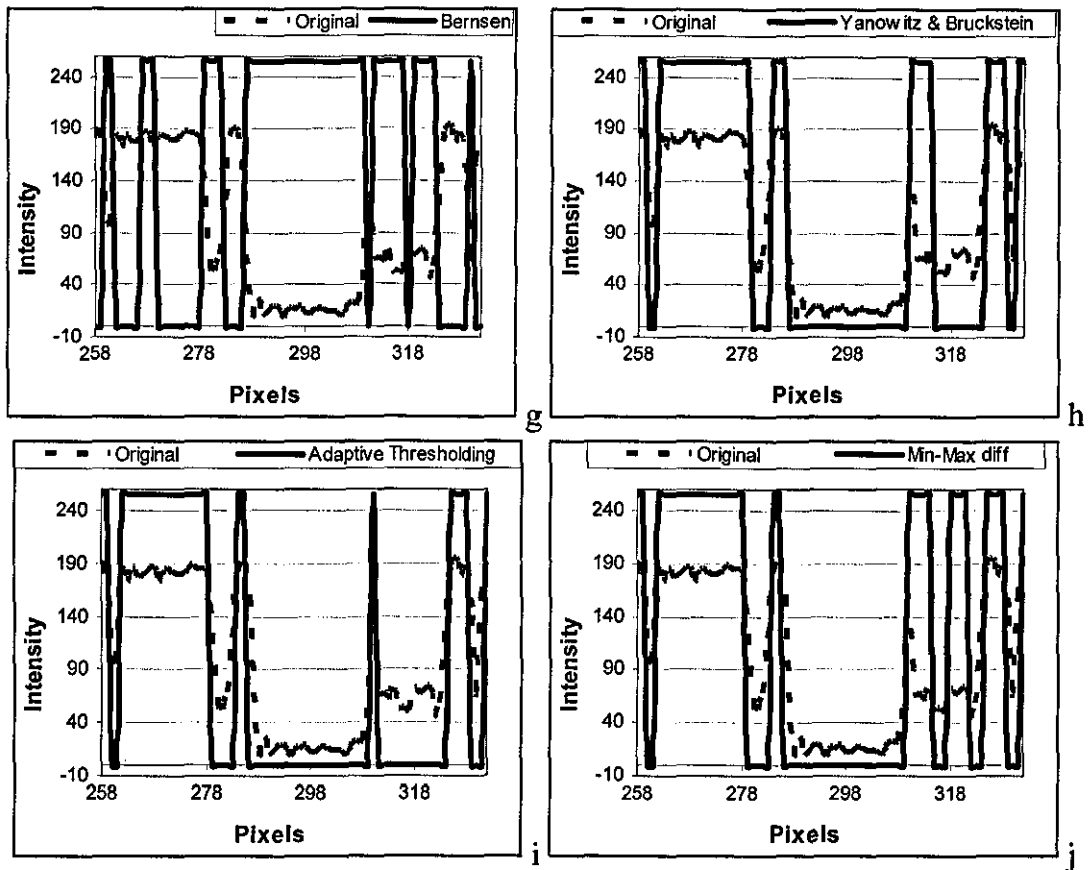 Original Bernsen
240
190
140
90
40
-10
Intensity
258 278 298 318
Pixels
g
Original Yanowitz & Bruckstein
240
190
140
90
40
-10
Intensity
258 278 298 318
Pixels
h
Original Adaptive Thresholding
240
190
140
90
40
-10
Intensity
258 278 298 318
Pixels
i
Original Min-Max diff
240
190
140
90
40
-10
Intensity
258 278 298 318
Pixels
j